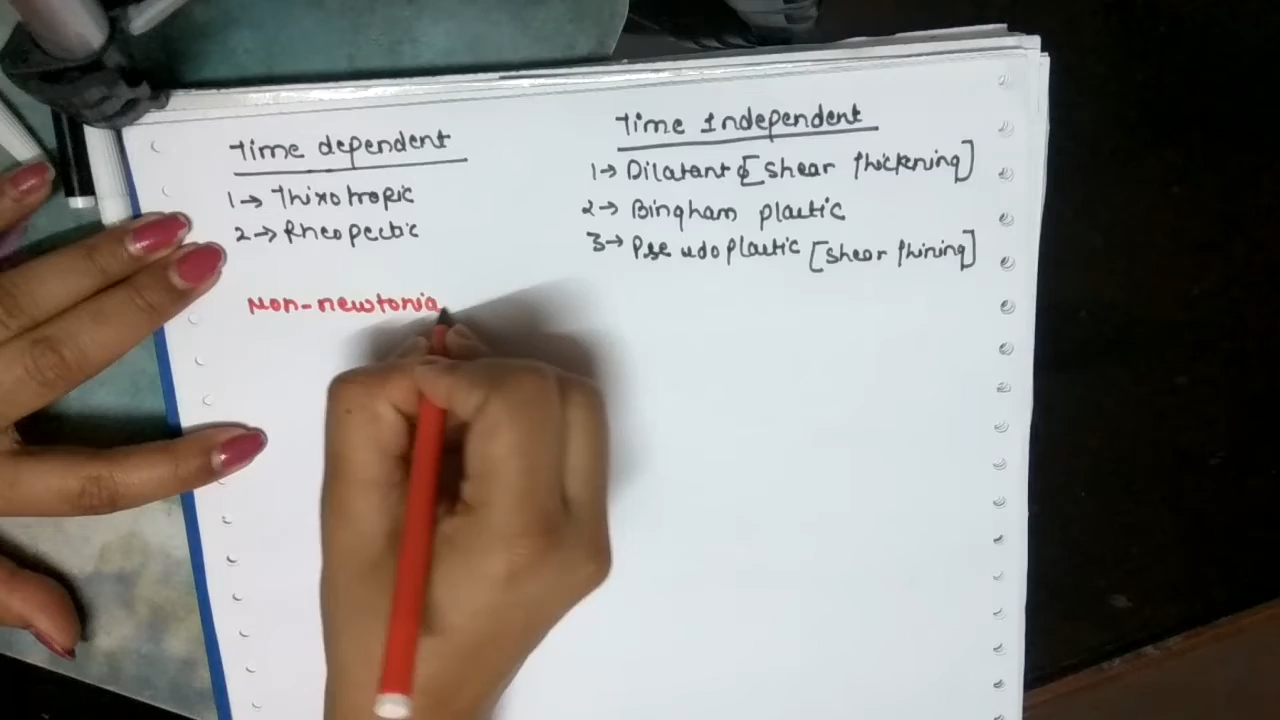 Time dependent
1→ Thixotropic
2→ Rheopectic
Time Independent
1→ Dilatant [shear thickening]
2→ Bingham plastic
3→ Pseudoplastic [shear thining]
Non-newtonia